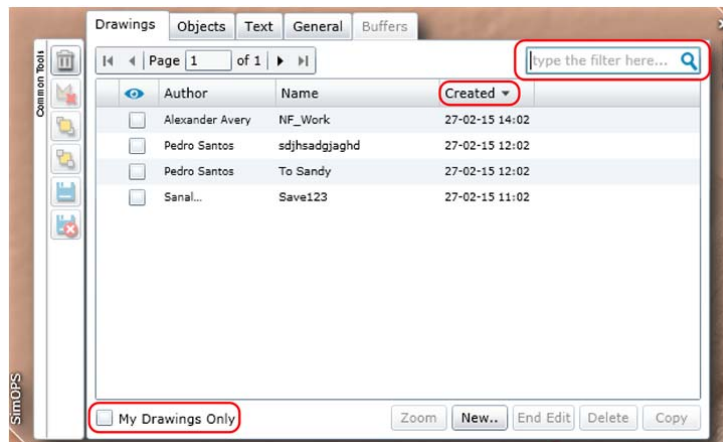 Drawings Objects Text General Buffers
Common Tools
Page 1 of 1 type the filter here...
Author Name Created
Alexander Avery NF_Work 27-02-15 14:02
Pedro Santos sdjhsadgjaghd 27-02-15 12:02
Pedro Santos To Sandy 27-02-15 12:02
Sanal... Save123 27-02-15 11:02
SimOPS
My Drawings Only Zoom New.. End Edit Delete Copy